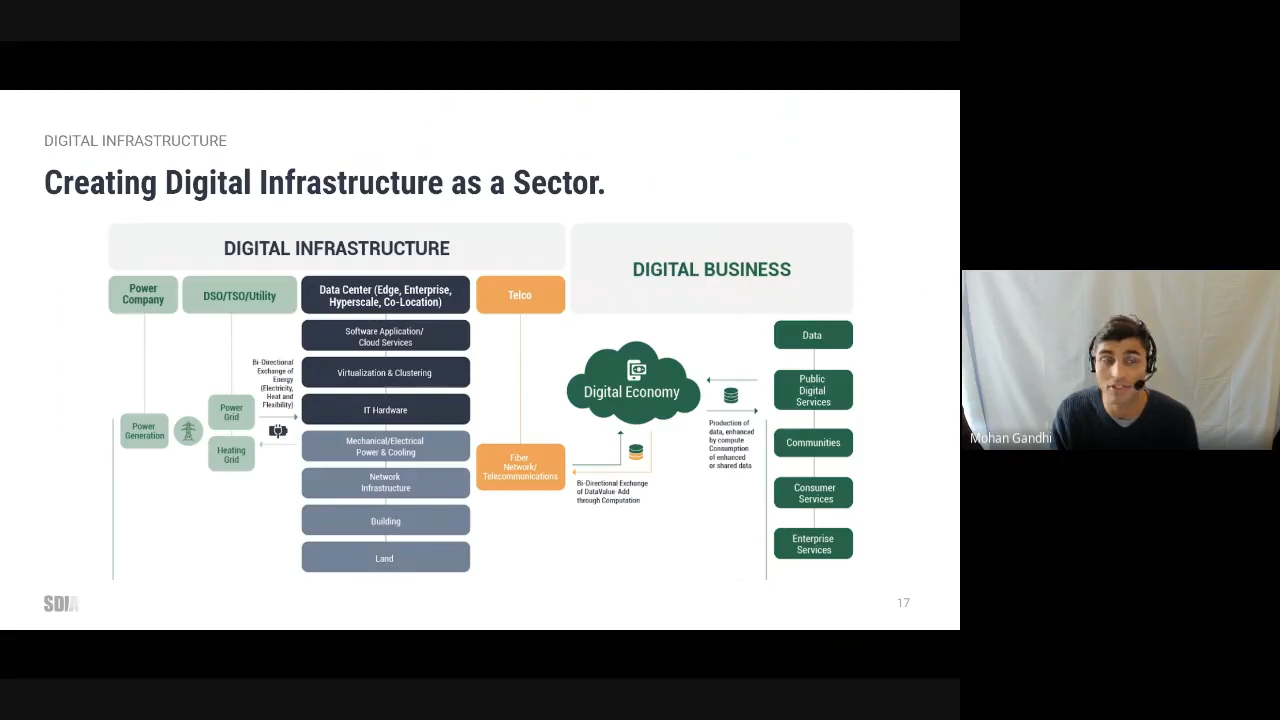 DIGITAL INFRASTRUCTURE
Creating Digital Infrastructure as a Sector.
DIGITAL INFRASTRUCTURE
DIGITAL BUSINESS
Power
Company
DSO/TSO/Utility
Data Center (Edge, Enterprise,
Hyperscale, Co-Location)
Telco
Software Application/
Cloud Services
Virtualization & Clustering
IT Hardware
Mechanical/Electrical
Power & Cooling
Network
Infrastructure
Building
Land
Bi-Directional
Exchange of
Energy
(Electricity,
Heat and
Flexibility)
Power
Generation
Power
Grid
Heating
Grid
Fiber
Network/
Telecommunications
Digital Economy
Bi-Directional Exchange
of DataValue-Add
through Computation
Production of
data, enhanced
by compute
Consumption
of enhanced
or shared data
Data
Public
Digital
Services
Communities
Consumer
Services
Enterprise
Services
SDIA
17
Mohan Gandhi